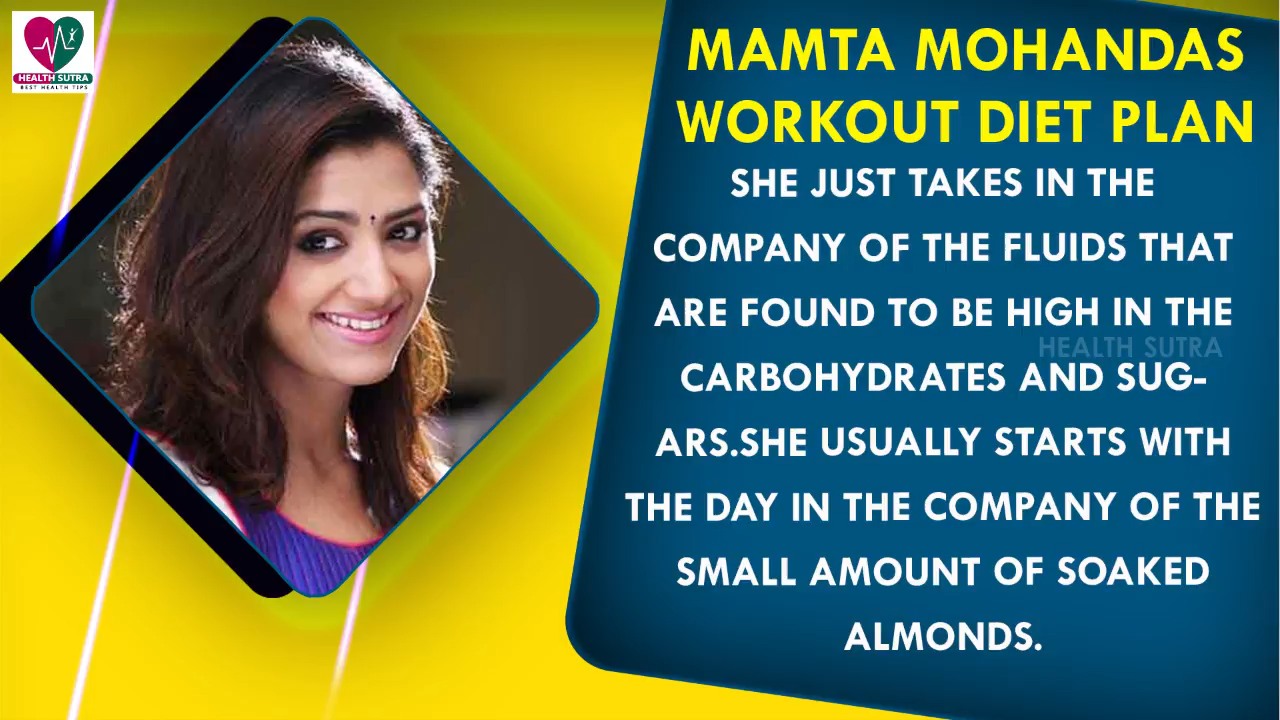 HEALTH SUTRA
BEST HEALTH TIPS
MAMTA MOHANDAS
WORKOUT DIET PLAN
SHE JUST TAKES IN THE
COMPANY OF THE FLUIDS THAT
ARE FOUND TO BE HIGH IN THE
HEALTH SUTRA
CARBOHYDRATES AND SUG-
ARS.SHE USUALLY STARTS WITH
THE DAY IN THE COMPANY OF THE
SMALL AMOUNT OF SOAKED
ALMONDS.